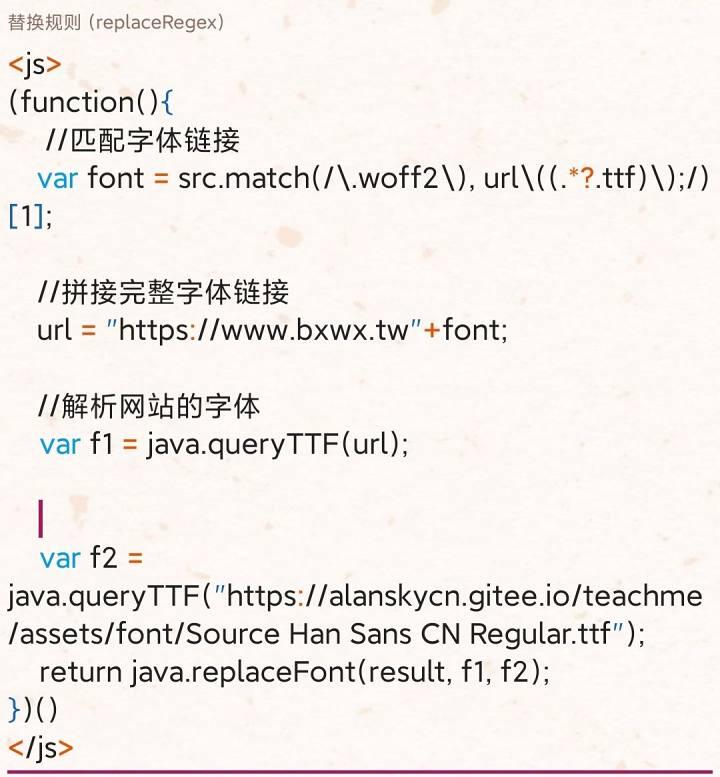 替换规则 (replaceRegex)
<js>
(function(){
//匹配字体链接
var font = src.match(/\.woff2\), url\((.*?.ttf)\);/)
[1];
//拼接完整字体链接
url = "https://www.bxwx.tw"+font;
//解析网站的字体
var f1 = java.queryTTF(url);
var f2 =
java.queryTTF("https://alanskycn.gitee.io/teachme
/assets/font/Source Han Sans CN Regular.ttf");
return java.replaceFont(result, f1, f2);
})()
</js>